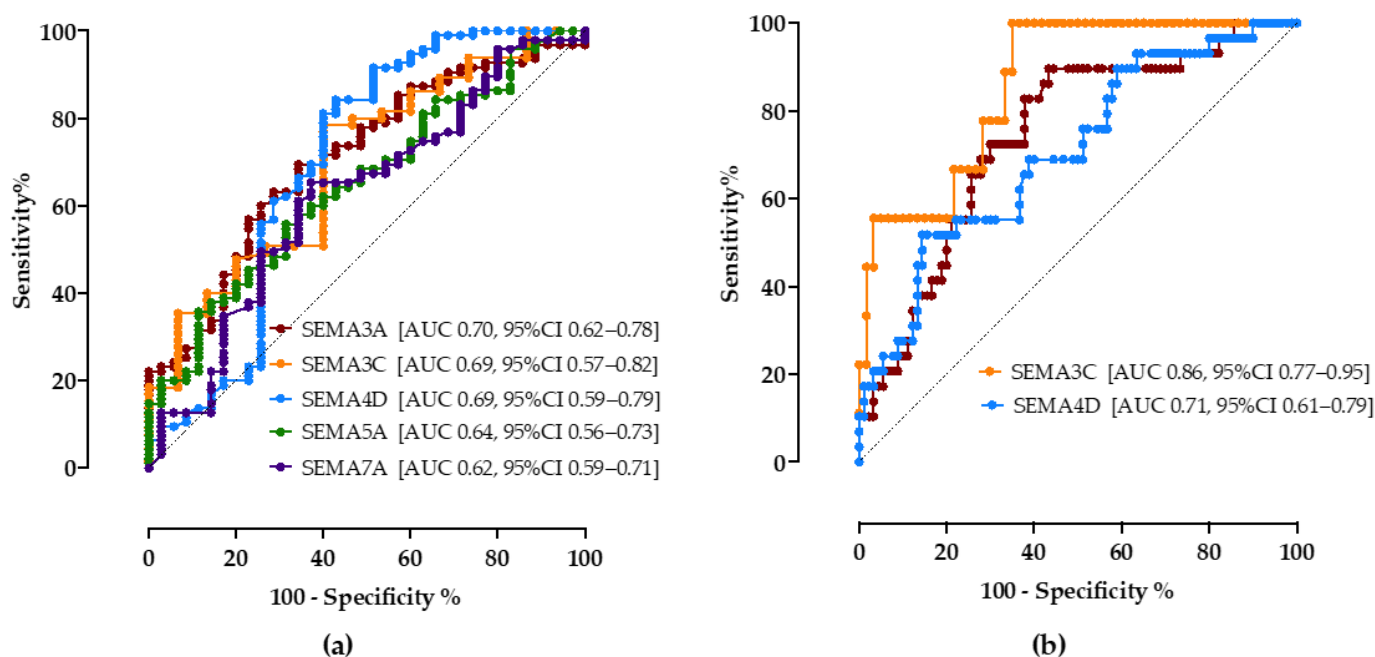 Sensitivity%
100
80
60
40
20
0
SEMA3A [AUC 0.70, 95%CI 0.62–0.78]
SEMA3C [AUC 0.69, 95%CI 0.57–0.82]
SEMA4D [AUC 0.69, 95%CI 0.59–0.79]
SEMA5A [AUC 0.64, 95%CI 0.56–0.73]
SEMA7A [AUC 0.62, 95%CI 0.59–0.71]
0 20 40 60 80 100
100 - Specificity %
(a)
Sensitivity%
100
80
60
40
20
0
SEMA3C [AUC 0.86, 95%CI 0.77–0.95]
SEMA4D [AUC 0.71, 95%CI 0.61–0.79]
0 20 40 60 80 100
100 - Specificity %
(b)